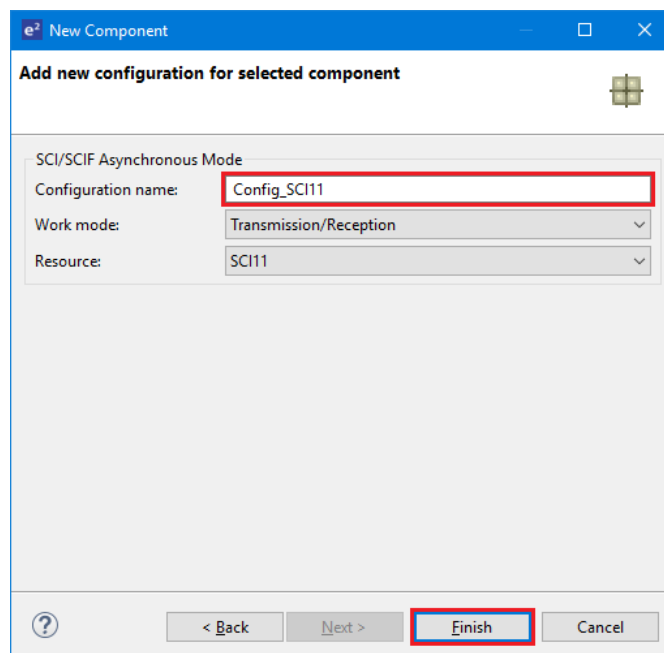 e² New Component
Add new configuration for selected component
SCI/SCIF Asynchronous Mode
Configuration name: Config_SCI11
Work mode: Transmission/Reception
Resource: SCI11
? < Back Next > Finish Cancel